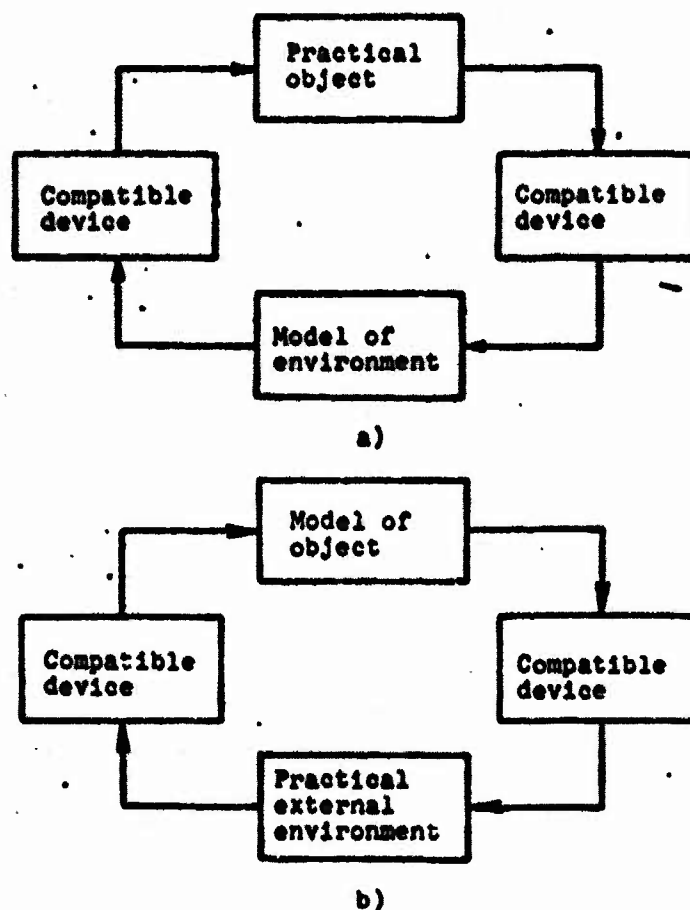 Practical
object
Compatible
device
Compatible
device
Model of
environment
a)
Model of
object
Compatible
device
Compatible
device
Practical
external
environment
b)